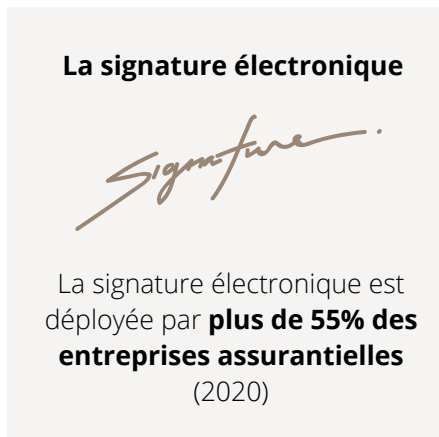 La signature électronique
Signature.
La signature électronique est
déployée par plus de 55% des
entreprises assurantielles
(2020)